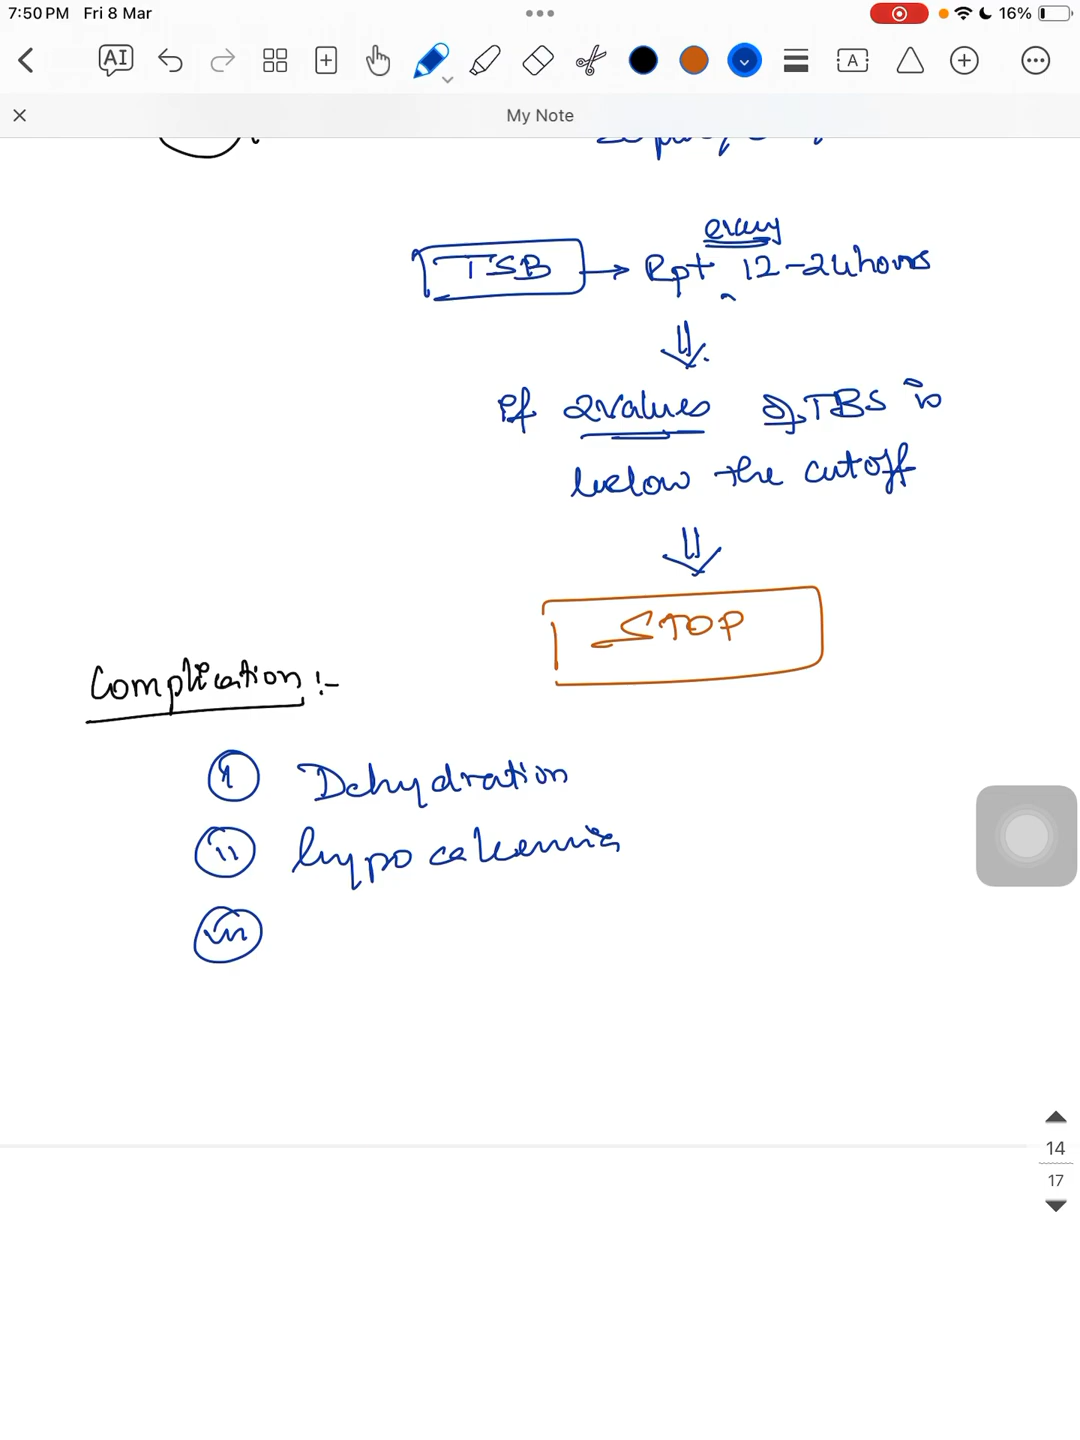 7:50 PM Fri 8 Mar
16%
AI
A
My Note
every
TSB → Rpt 12-24hours
If 2values of TBS is
below the cutoff
STOP
Complication :-
i Dehydration
ii hypocalcemia
iii
14
17